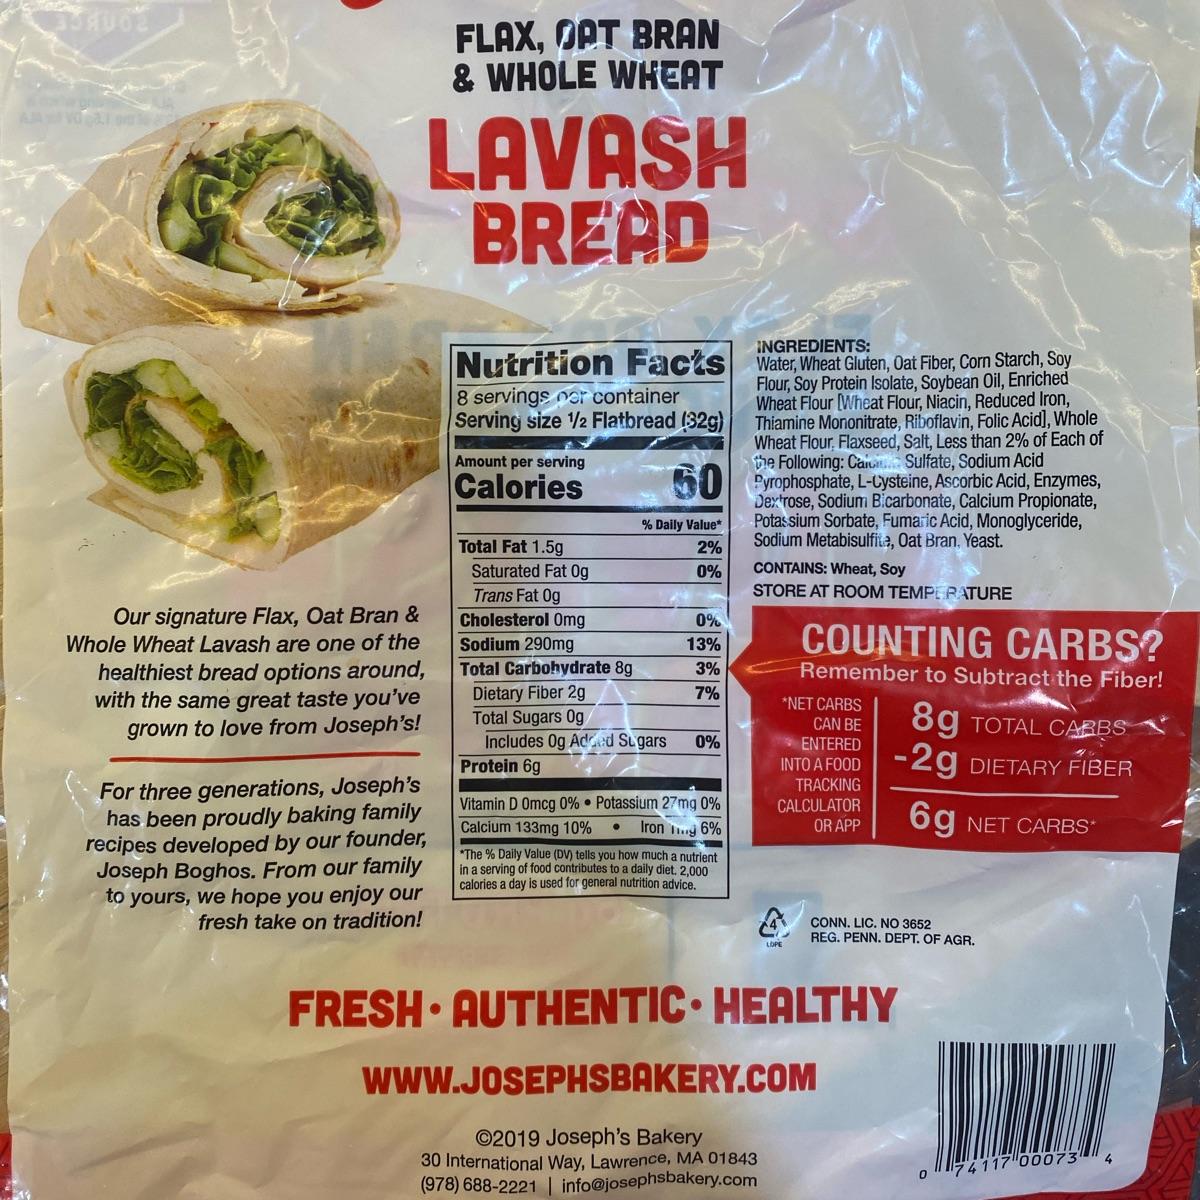 FLAX, OAT BRAN
& WHOLE WHEAT
LAVASH
BREAD
Nutrition Facts
8 servings per container
Serving size 1/2 Flatbread (32g)
Amount per serving
Calories 60
% Daily Value*
Total Fat 1.5g 2%
Saturated Fat 0g 0%
Trans Fat 0g
Cholesterol 0mg 0%
Sodium 290mg 13%
Total Carbohydrate 8g 3%
Dietary Fiber 2g 7%
Total Sugars 0g
Includes 0g Added Sugars 0%
Protein 6g
Vitamin D 0mcg 0% • Potassium 27mg 0%
Calcium 133mg 10% • Iron 1mg 6%
*The % Daily Value (DV) tells you how much a nutrient
in a serving of food contributes to a daily diet. 2,000
calories a day is used for general nutrition advice.
INGREDIENTS:
Water, Wheat Gluten, Oat Fiber, Corn Starch, Soy
Flour, Soy Protein Isolate, Soybean Oil, Enriched
Wheat Flour [Wheat Flour, Niacin, Reduced Iron,
Thiamine Mononitrate, Riboflavin, Folic Acid], Whole
Wheat Flour, Flaxseed, Salt, Less than 2% of Each of
the Following: Calcium Sulfate, Sodium Acid
Pyrophosphate, L-Cysteine, Ascorbic Acid, Enzymes,
Dextrose, Sodium Bicarbonate, Calcium Propionate,
Potassium Sorbate, Fumaric Acid, Monoglyceride,
Sodium Metabisulfite, Oat Bran, Yeast.
CONTAINS: Wheat, Soy
STORE AT ROOM TEMPERATURE
COUNTING CARBS?
Remember to Subtract the Fiber!
*NET CARBS
CAN BE
ENTERED
INTO A FOOD
TRACKING
CALCULATOR
OR APP
8g TOTAL CARBS
-2g DIETARY FIBER
6g NET CARBS*
Our signature Flax, Oat Bran &
Whole Wheat Lavash are one of the
healthiest bread options around,
with the same great taste you've
grown to love from Joseph's!
For three generations, Joseph's
has been proudly baking family
recipes developed by our founder,
Joseph Boghos. From our family
to yours, we hope you enjoy our
fresh take on tradition!
4
LDPE
CONN. LIC. NO 3652
REG. PENN. DEPT. OF AGR.
FRESH • AUTHENTIC • HEALTHY
WWW.JOSEPHSBAKERY.COM
©2019 Joseph's Bakery
30 International Way, Lawrence, MA 01843
(978) 688-2221 | info@josephsbakery.com
0 74117 00073 4